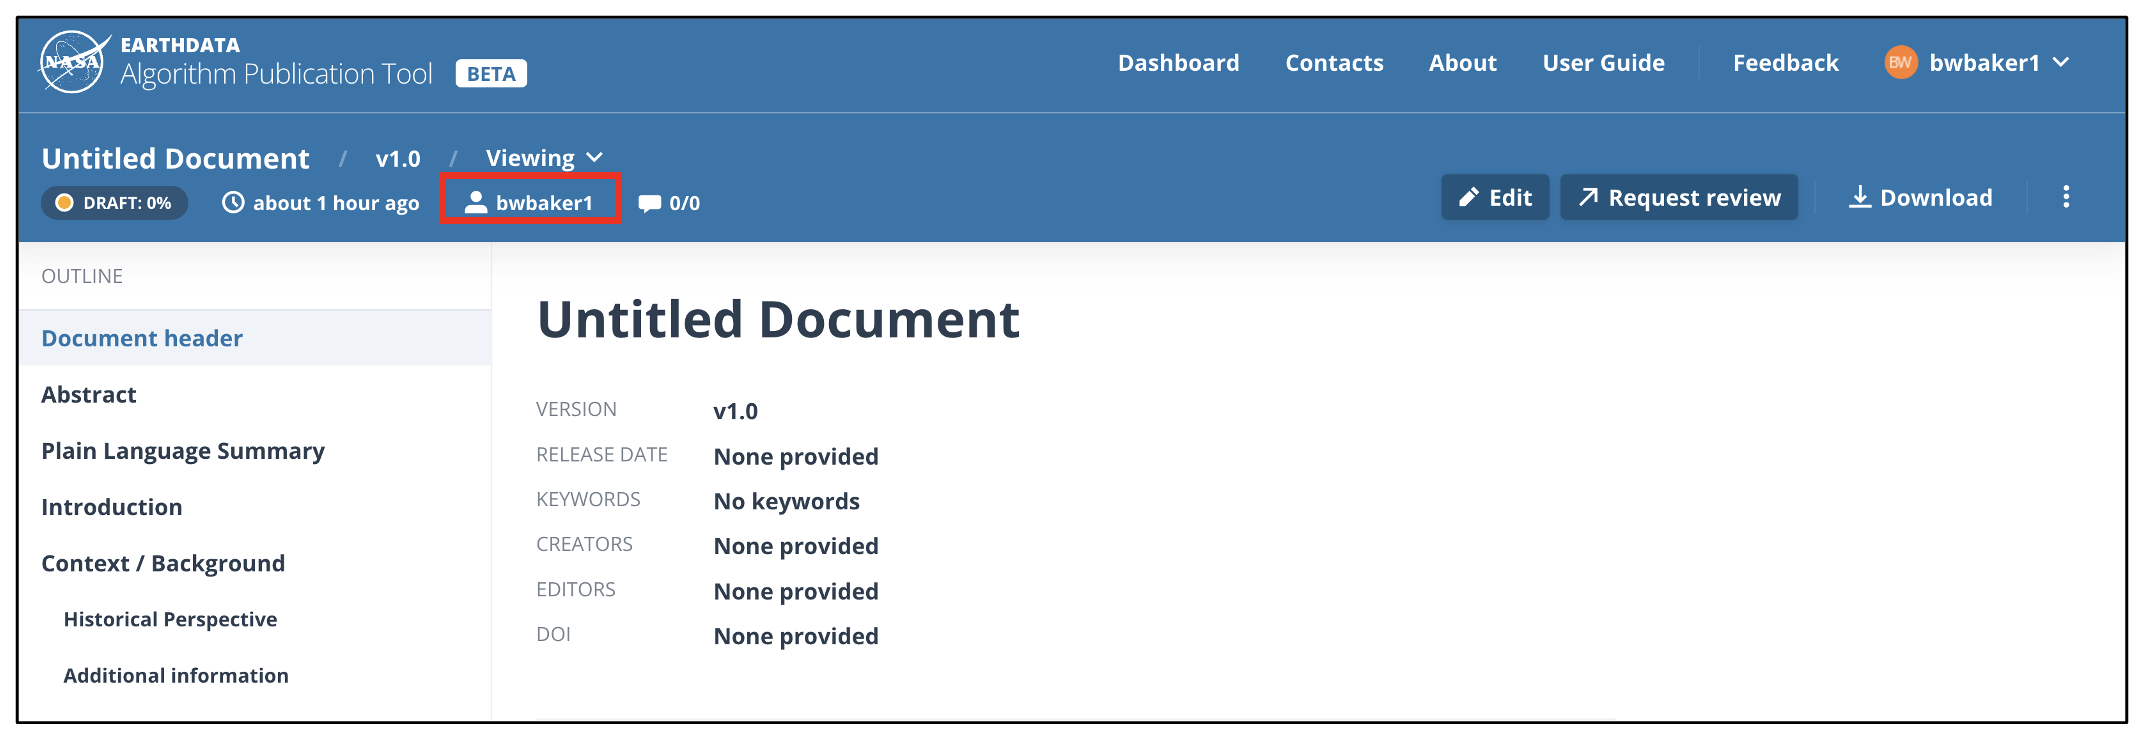 NASA
EARTHDATA
Algorithm Publication Tool BETA
Dashboard Contacts About User Guide Feedback BW bwbaker1
Untitled Document / v1.0 / Viewing
DRAFT: 0% about 1 hour ago bwbaker1 0/0
Edit Request review Download
OUTLINE
Document header
Abstract
Plain Language Summary
Introduction
Context / Background
Historical Perspective
Additional information
Untitled Document
VERSION v1.0
RELEASE DATE None provided
KEYWORDS No keywords
CREATORS None provided
EDITORS None provided
DOI None provided